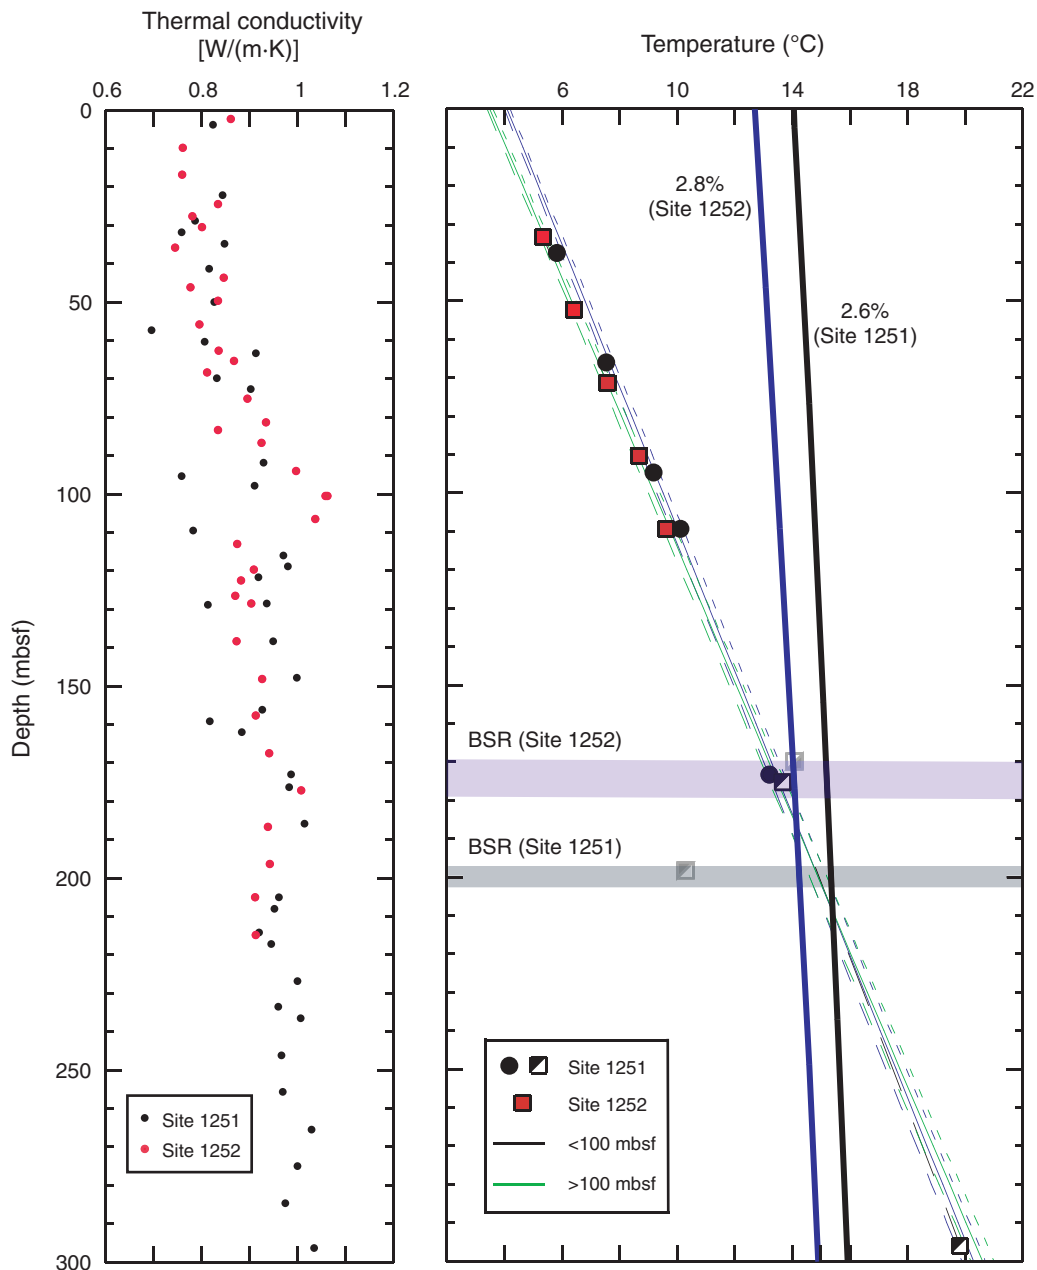 Thermal conductivity
[W/(m·K)]
0.6 0.8 1 1.2
Temperature (°C)
6 10 14 18 22
Depth (mbsf)
0
50
100
150
200
250
300
2.8%
(Site 1252)
2.6%
(Site 1251)
BSR (Site 1252)
BSR (Site 1251)
Site 1251
Site 1252
Site 1251
Site 1252
<100 mbsf
>100 mbsf